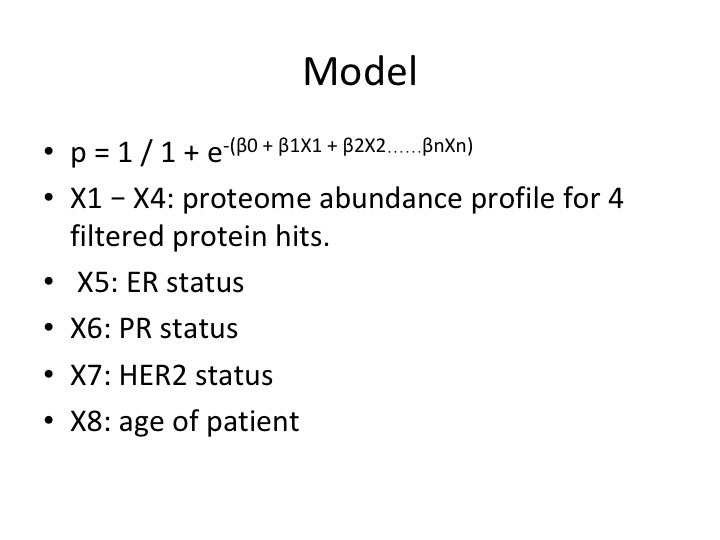 Model
• p = 1 / 1 + e^-(β0 + β1X1 + β2X2……βnXn)
• X1 − X4: proteome abundance profile for 4
filtered protein hits.
• X5: ER status
• X6: PR status
• X7: HER2 status
• X8: age of patient